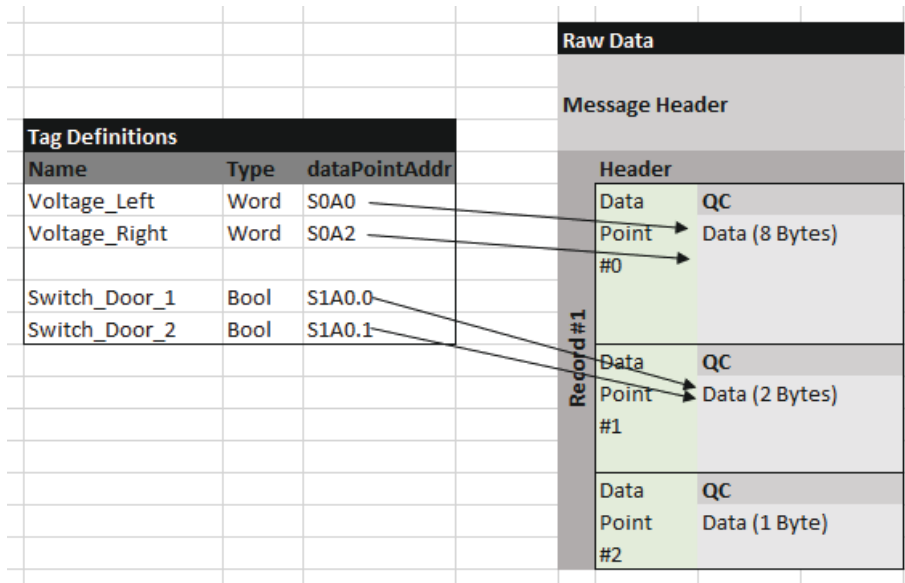 Raw Data
Message Header
Tag Definitions
Name Type dataPointAddr
Voltage_Left Word S0A0
Voltage_Right Word S0A2
Switch_Door_1 Bool S1A0.0
Switch_Door_2 Bool S1A0.1
Record #1
Header
Data QC
Point Data (8 Bytes)
#0
Data QC
Point Data (2 Bytes)
#1
Data QC
Point Data (1 Byte)
#2